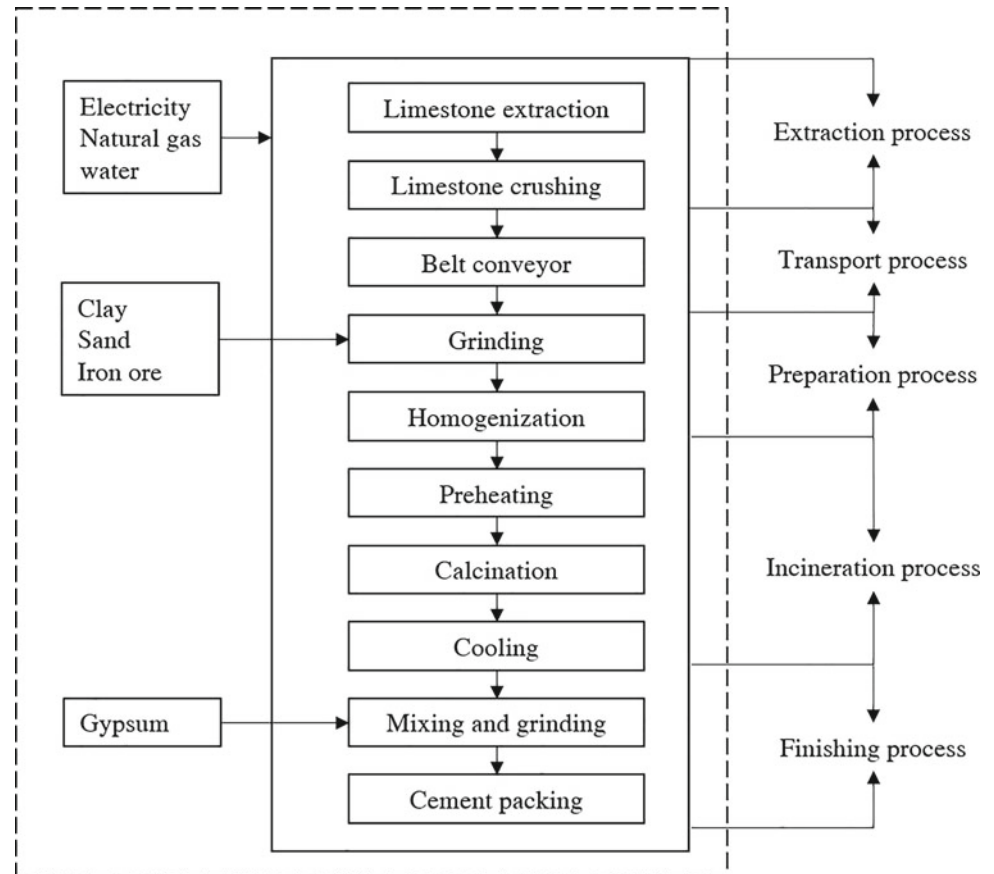 Electricity
Natural gas
water
Clay
Sand
Iron ore
Gypsum
Limestone extraction
Limestone crushing
Belt conveyor
Grinding
Homogenization
Preheating
Calcination
Cooling
Mixing and grinding
Cement packing
Extraction process
Transport process
Preparation process
Incineration process
Finishing process